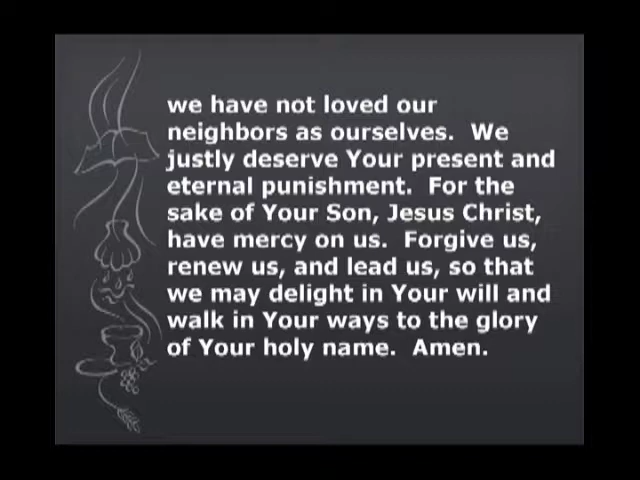 we have not loved our
neighbors as ourselves.  We
justly deserve Your present and
eternal punishment.  For the
sake of Your Son, Jesus Christ,
have mercy on us.  Forgive us,
renew us, and lead us, so that
we may delight in Your will and
walk in Your ways to the glory
of Your holy name.  Amen.